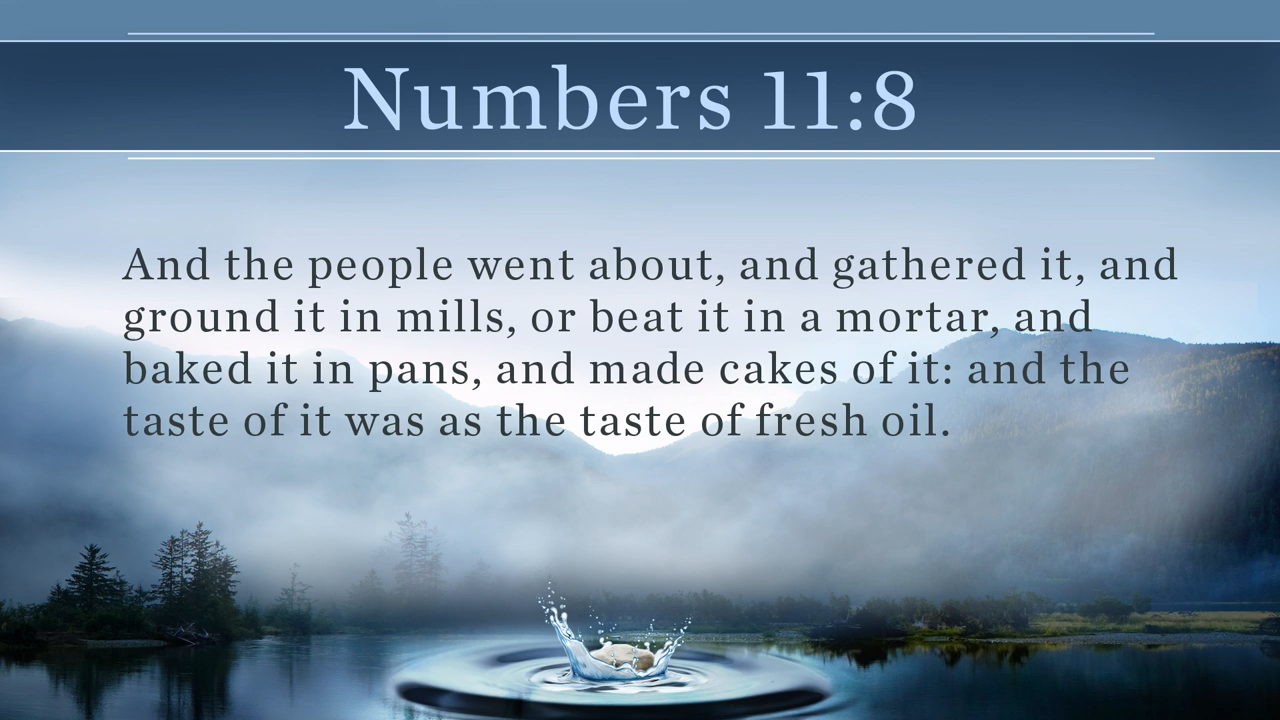 Numbers 11:8
And the people went about, and gathered it, and
ground it in mills, or beat it in a mortar, and
baked it in pans, and made cakes of it: and the
taste of it was as the taste of fresh oil.